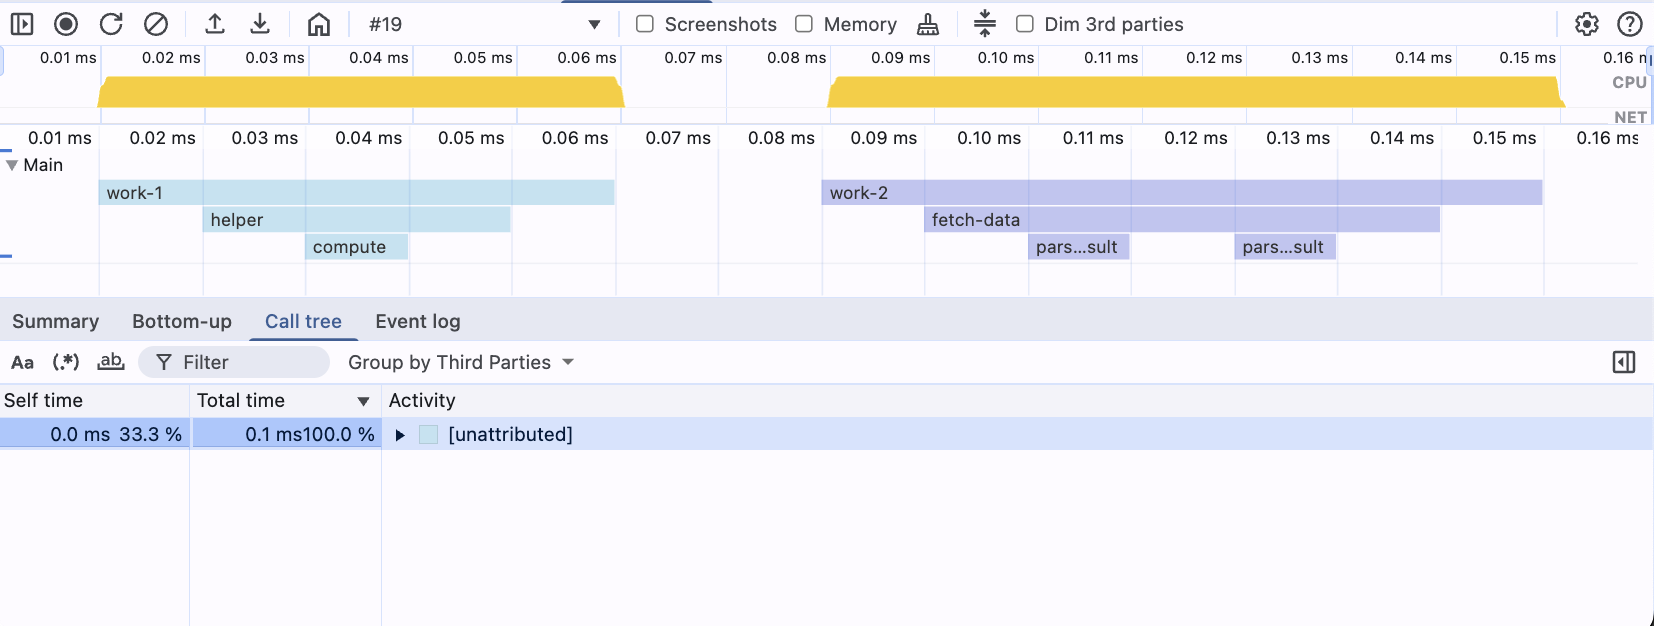 #19 Screenshots Memory Dim 3rd parties
0.01 ms 0.02 ms 0.03 ms 0.04 ms 0.05 ms 0.06 ms 0.07 ms 0.08 ms 0.09 ms 0.10 ms 0.11 ms 0.12 ms 0.13 ms 0.14 ms 0.15 ms 0.16 m
CPU
NET
0.01 ms 0.02 ms 0.03 ms 0.04 ms 0.05 ms 0.06 ms 0.07 ms 0.08 ms 0.09 ms 0.10 ms 0.11 ms 0.12 ms 0.13 ms 0.14 ms 0.15 ms 0.16 ms
Main
work-1 work-2
helper fetch-data
compute pars...sult pars...sult
Summary Bottom-up Call tree Event log
Aa (.*) ab Filter Group by Third Parties
Self time Total time Activity
0.0 ms 33.3 % 0.1 ms 100.0 % [unattributed]